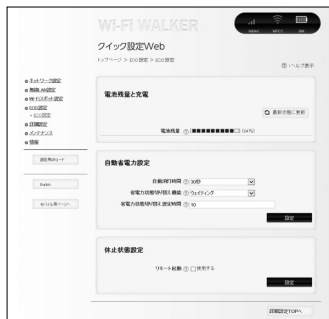 WI-FI WALKER
クイック設定Web
トップページ > ECO設定 > ECO設定
ヘルプ表示
ネットワーク設定
無線LAN設定
Wi-Fiスポット設定
ECO設定
- ECO設定
詳細設定
メンテナンス
情報
English
電池残量と充電
最新状態に更新
電池残量 (94%)
自動省電力設定
自動消灯時間 30秒
省電力状態切り替え機能 ウェイティング
省電力状態切り替え設定時間 10
設定
休止状態設定
リモート起動 使用する
設定
詳細設定TOPへ